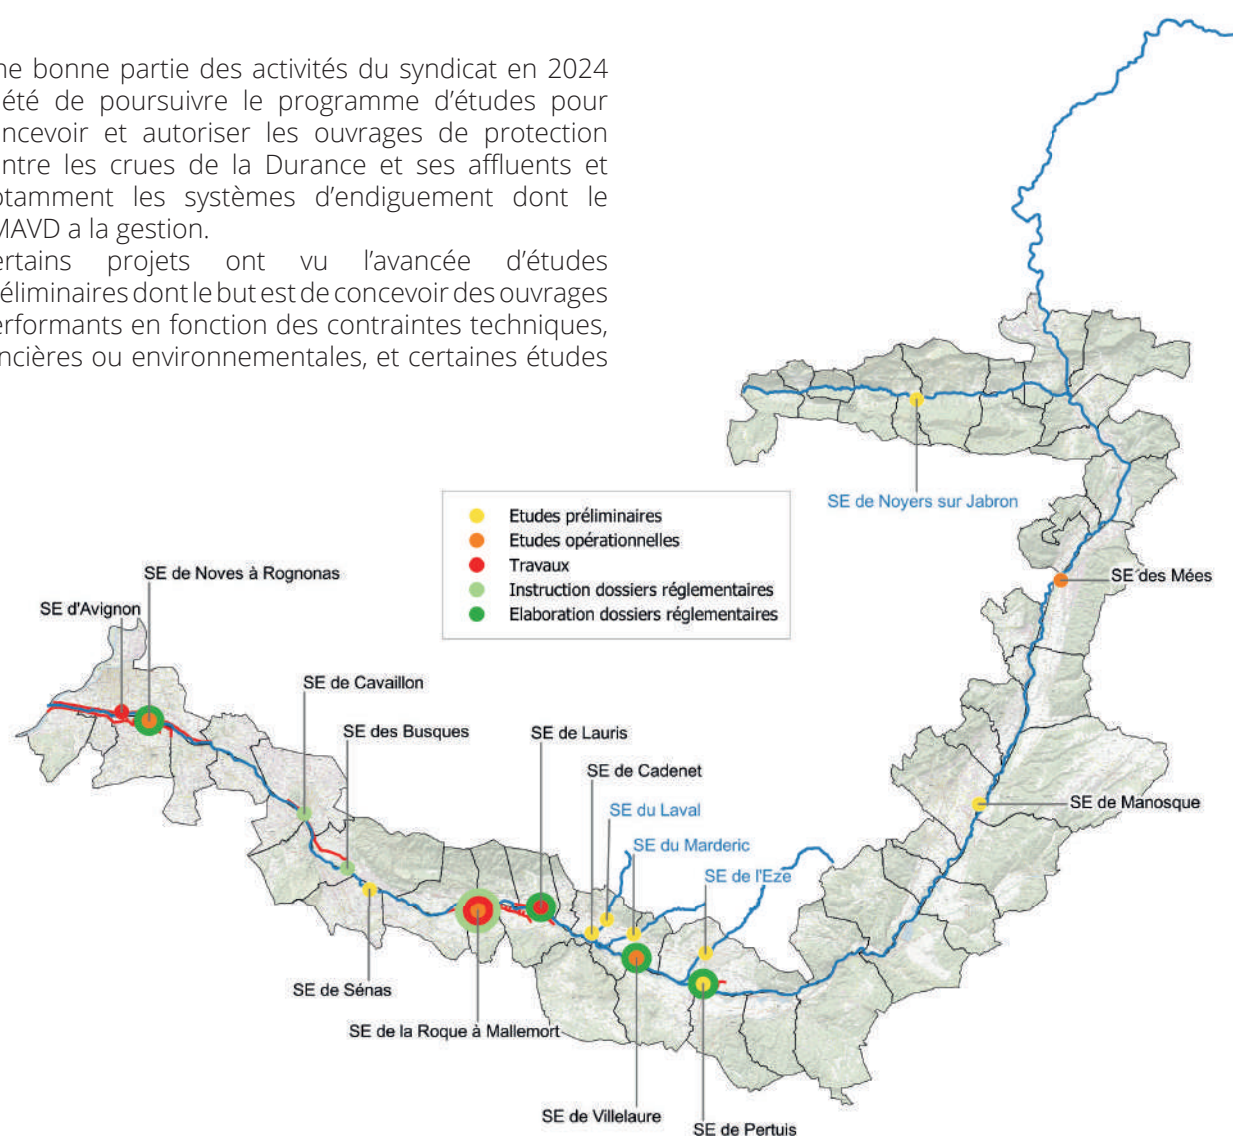 ne bonne partie des activités du syndicat en 2024
été de poursuivre le programme d'études pour
ncevoir et autoriser les ouvrages de protection
ntre les crues de la Durance et ses affluents et
otamment les systèmes d'endiguement dont le
MAVD a la gestion.
ertains projets ont vu l'avancée d'études
éliminaires dont le but est de concevoir des ouvrages
erformants en fonction des contraintes techniques,
ncières ou environnementales, et certaines études
SE de Noyers sur Jabron
Etudes préliminaires
Etudes opérationnelles
Travaux
Instruction dossiers réglementaires
Elaboration dossiers réglementaires
SE de Noves à Rognonas
SE des Mées
SE d'Avignon
SE de Cavaillon
SE des Busques
SE de Lauris
SE de Cadenet
SE de Manosque
SE du Laval
SE du Marderic
SE de l'Eze
SE de Sénas
SE de la Roque à Mallemort
SE de Villelaure
SE de Pertuis